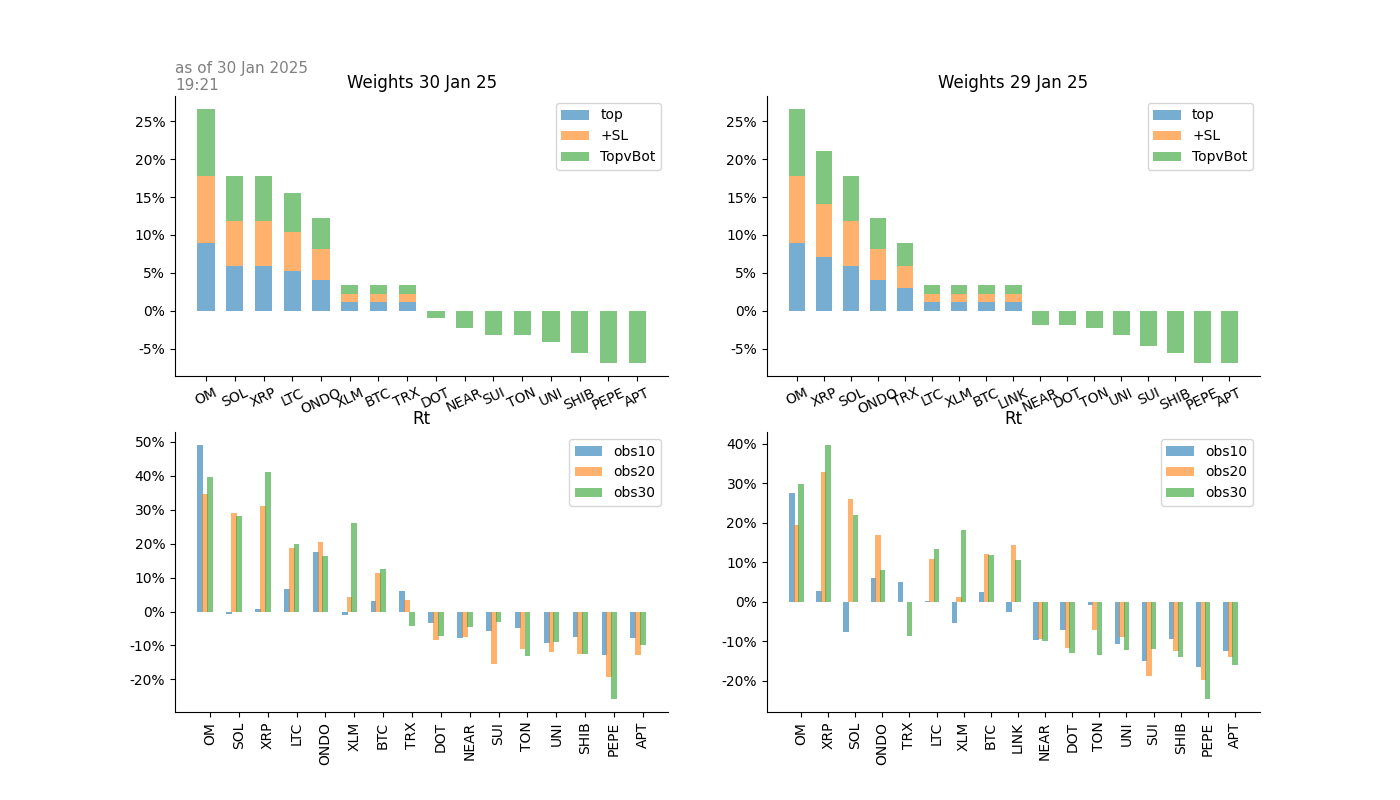 as of 30 Jan 2025
19:21
Weights 30 Jan 25
25%
20%
15%
10%
5%
0%
-5%
top
+SL
TopvBot
OM SOL XRP LTC ONDO XLM BTC TRX DOT NEAR SUI TON UNI SHIB PEPE APT
Weights 29 Jan 25
25%
20%
15%
10%
5%
0%
-5%
top
+SL
TopvBot
OM XRP SOL ONDO TRX LTC XLM BTC LINK NEAR DOT TON UNI SUI SHIB PEPE APT
Rt
50%
40%
30%
20%
10%
0%
-10%
-20%
obs10
obs20
obs30
OM SOL XRP LTC ONDO XLM BTC TRX DOT NEAR SUI TON UNI SHIB PEPE APT
Rt
40%
30%
20%
10%
0%
-10%
-20%
obs10
obs20
obs30
OM XRP SOL ONDO TRX LTC XLM BTC LINK NEAR DOT TON UNI SUI SHIB PEPE APT